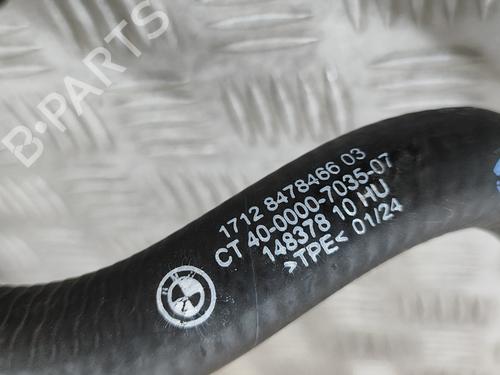 B-PARTS
1712 8478466 03
CT 40-0000-7035-07
148378 10 HU
>TPE< 01/24